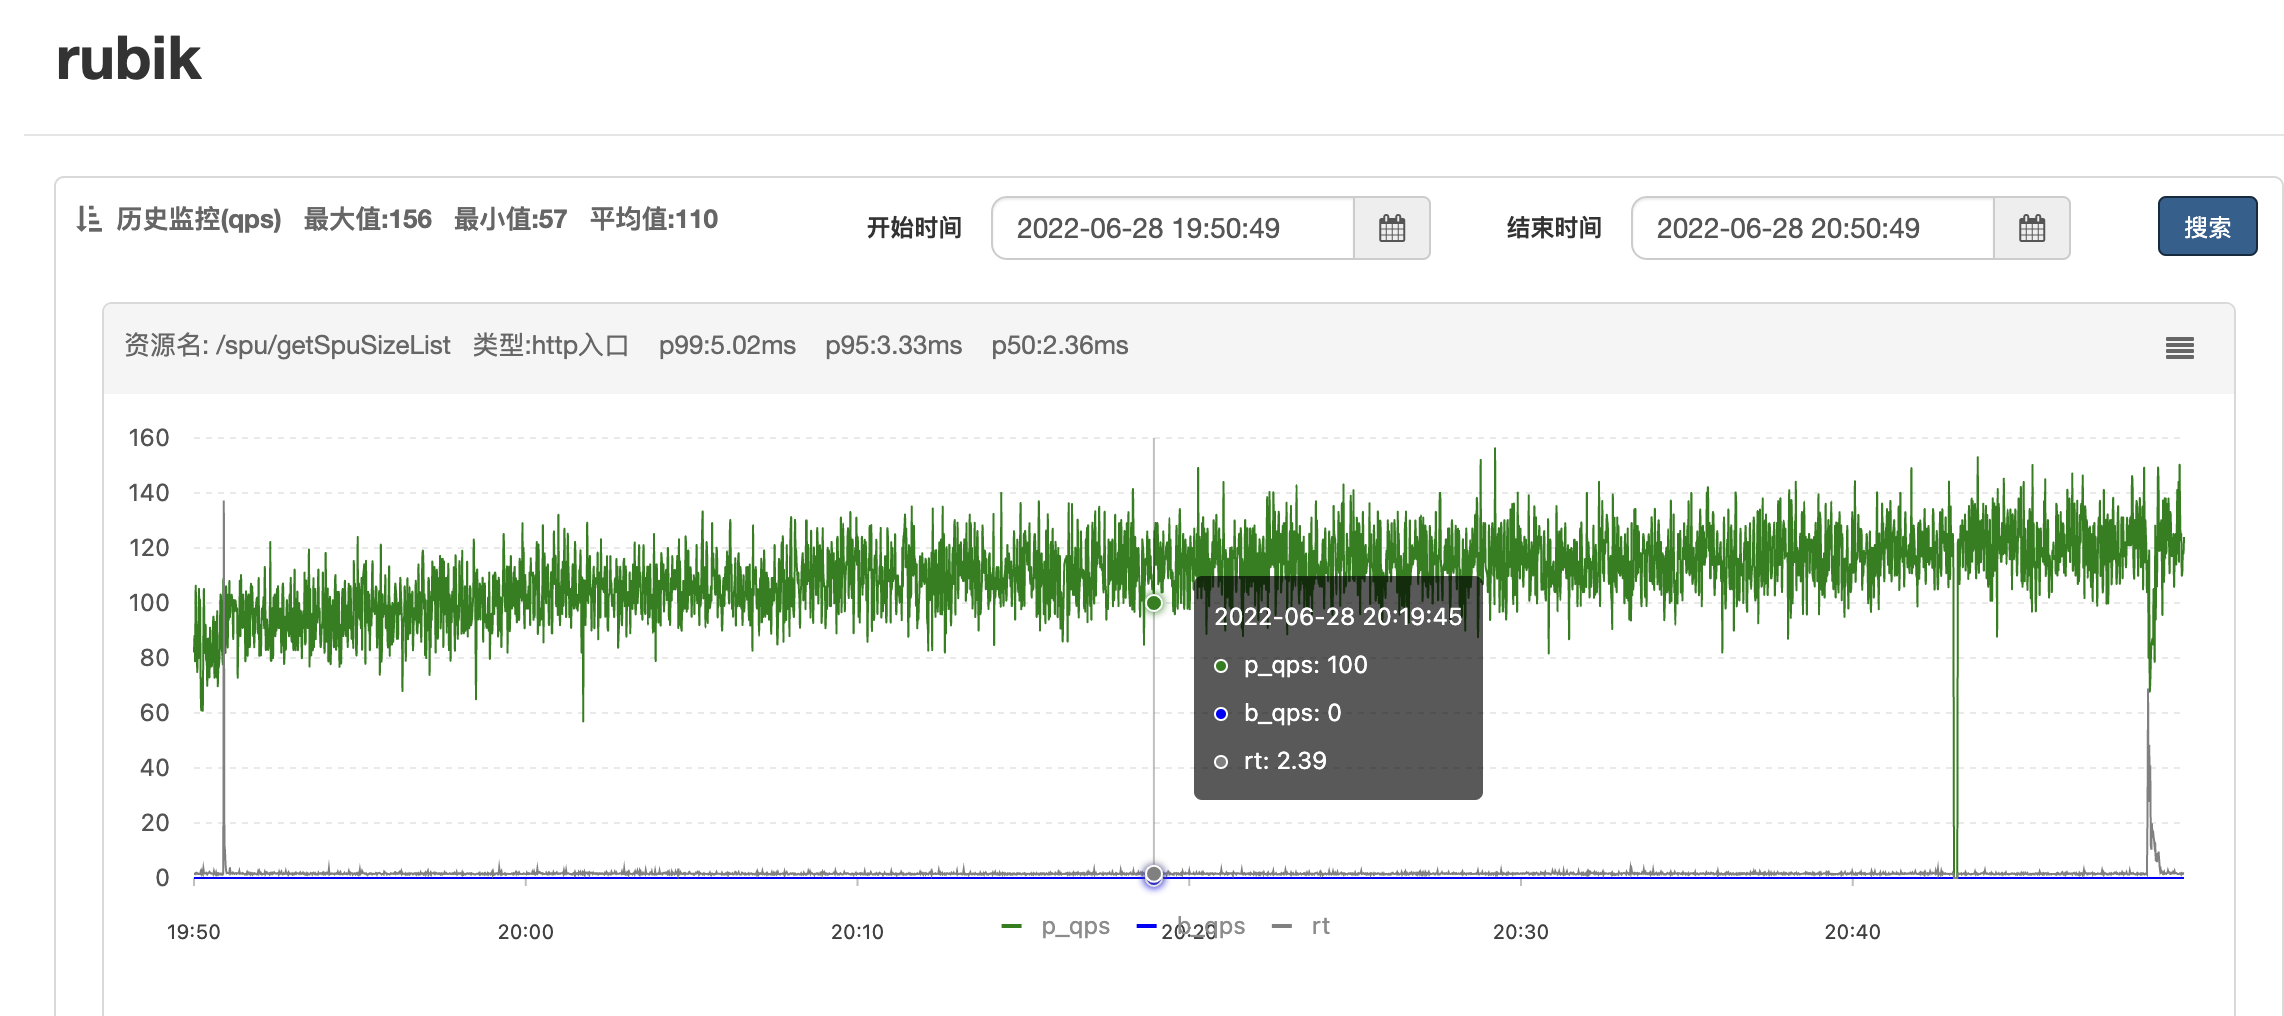 rubik
历史监控(qps) 最大值:156 最小值:57 平均值:110
开始时间 2022-06-28 19:50:49 结束时间 2022-06-28 20:50:49 搜索
资源名: /spu/getSpuSizeList 类型:http入口 p99:5.02ms p95:3.33ms p50:2.36ms
160
140
120
100
80
60
40
20
0
2022-06-28 20:19:45
p_qps: 100
b_qps: 0
rt: 2.39
19:50 20:00 20:10 20:20 20:30 20:40
p_qps b_qps rt